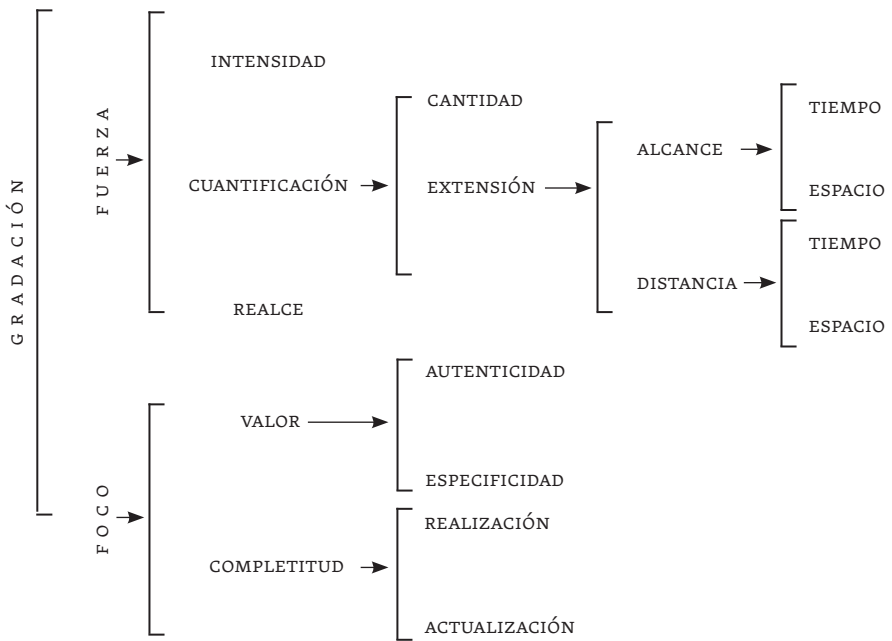 GRADACIÓN
FUERZA
INTENSIDAD
CUANTIFICACIÓN
CANTIDAD
EXTENSIÓN
ALCANCE
TIEMPO
ESPACIO
DISTANCIA
TIEMPO
ESPACIO
REALCE
FOCO
VALOR
AUTENTICIDAD
ESPECIFICIDAD
COMPLETITUD
REALIZACIÓN
ACTUALIZACIÓN